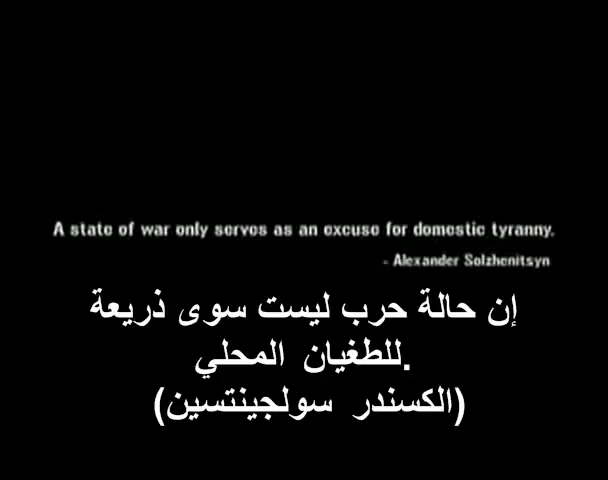 A state of war only serves as an excuse for domestic tyranny.
- Alexander Solzhenitsyn
إن حالة حرب ليست سوى ذريعة
للطغيان المحلي.
(الكسندر سولجينتسين)